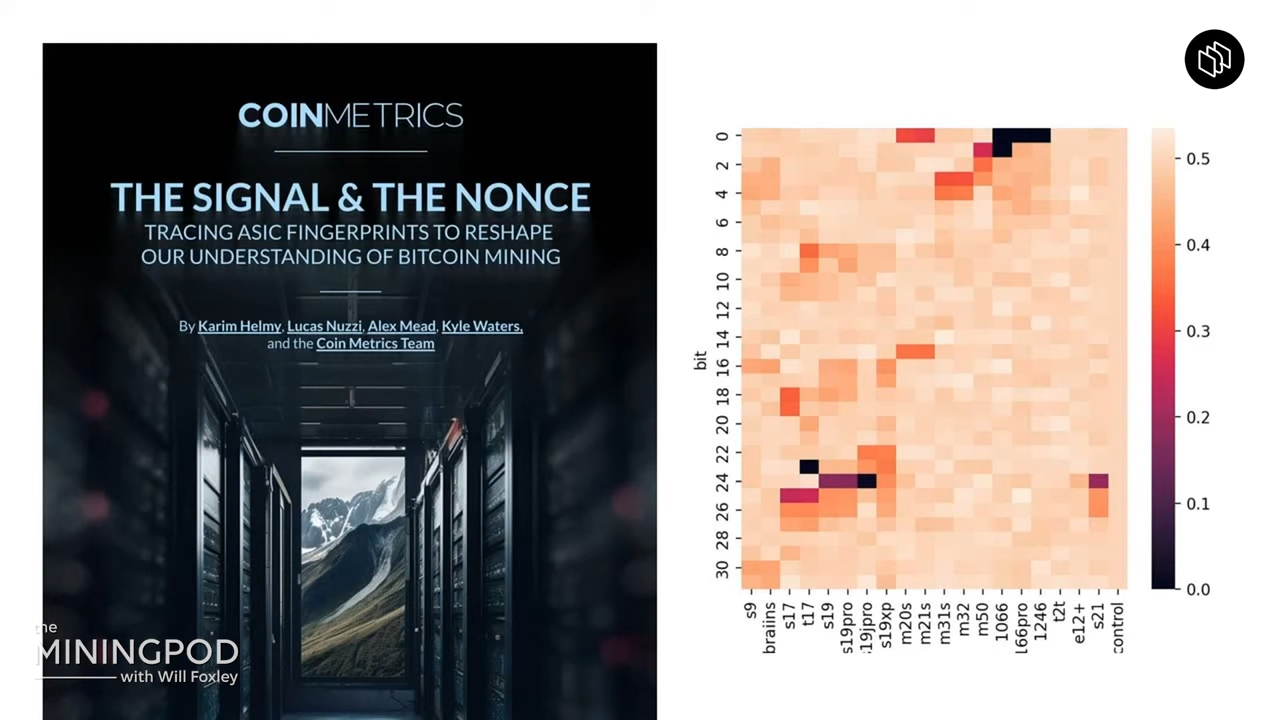 COINMETRICS
THE SIGNAL & THE NONCE
TRACING ASIC FINGERPRINTS TO RESHAPE
OUR UNDERSTANDING OF BITCOIN MINING
By Karim Helmy, Lucas Nuzzi, Alex Mead, Kyle Waters,
and the Coin Metrics Team
the
MININGPOD
with Will Foxley
bit
0
2
4
6
8
10
12
14
16
18
20
22
24
26
28
30
s9
braiins
s17
t17
s19
s19pro
s19jpro
s19xp
m20s
m21s
m31s
m32
m50
1066
166pro
1246
t2t
e12+
s21
control
0.5
0.4
0.3
0.2
0.1
0.0